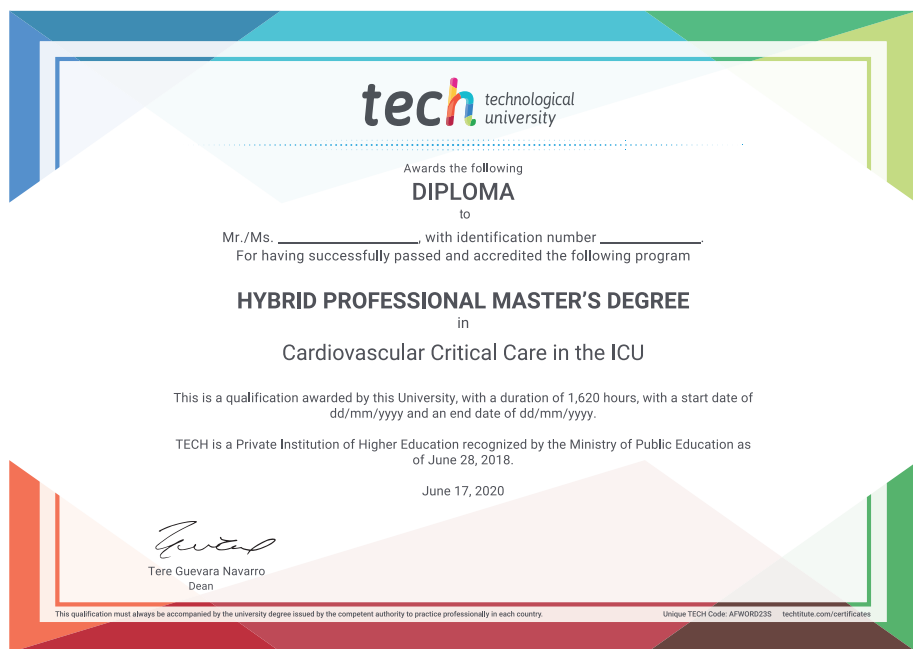 tech technological
university
Awards the following
DIPLOMA
to
Mr./Ms. ____________________, with identification number ______________.
For having successfully passed and accredited the following program
HYBRID PROFESSIONAL MASTER'S DEGREE
in
Cardiovascular Critical Care in the ICU
This is a qualification awarded by this University, with a duration of 1,620 hours, with a start date of
dd/mm/yyyy and an end date of dd/mm/yyyy.
TECH is a Private Institution of Higher Education recognized by the Ministry of Public Education as
of June 28, 2018.
June 17, 2020
Tere Guevara Navarro
Dean
This qualification must always be accompanied by the university degree issued by the competent authority to practice professionally in each country. Unique TECH Code: AFWORD23S techtitute.com/certificates